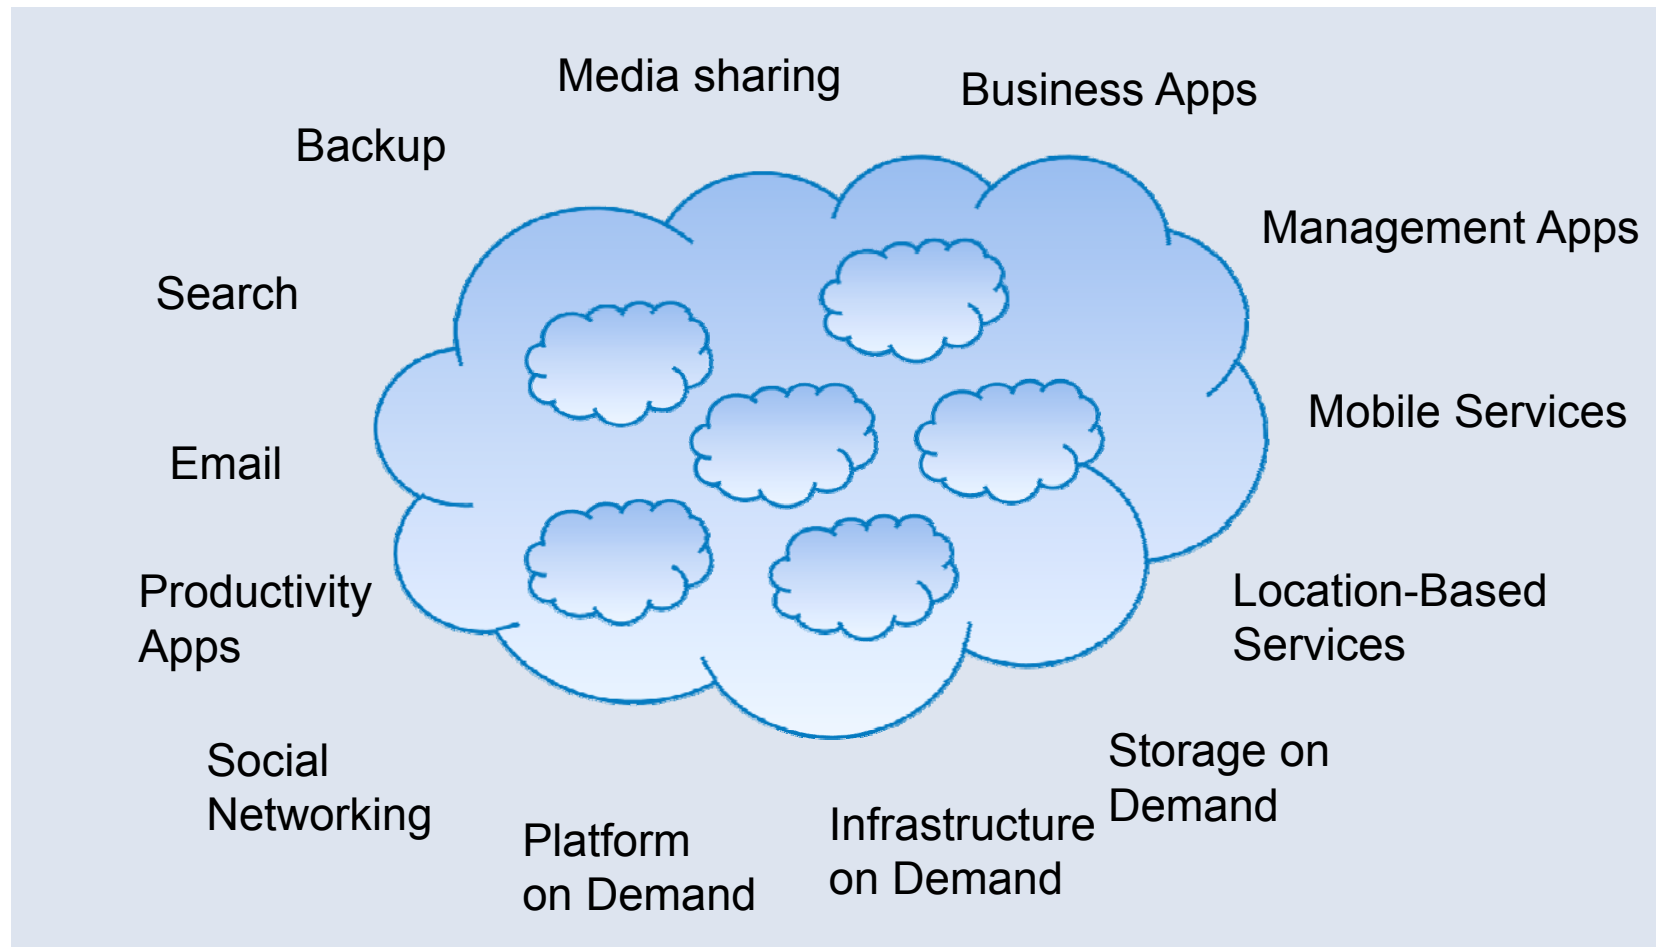 Media sharing
Business Apps
Backup
Management Apps
Search
Mobile Services
Email
Productivity
Apps
Location-Based
Services
Social
Networking
Storage on
Demand
Platform
on Demand
Infrastructure
on Demand